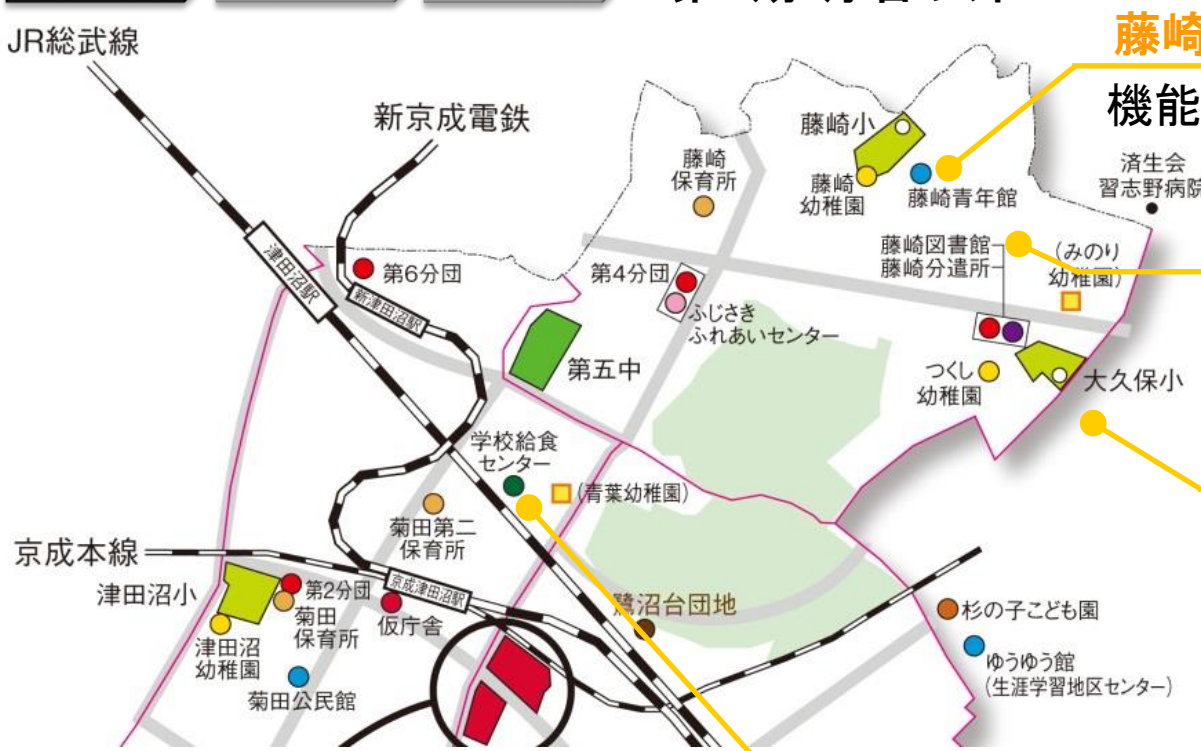 JR総武線
新京成電鉄
藤崎
機能
藤崎小
藤崎
保育所
藤崎
幼稚園
藤崎青年館
済生会
習志野病院
藤崎図書館
藤崎分遣所
(みのり
幼稚園)
津田沼駅
第6分団
新津田沼駅
第4分団
ふじさき
ふれあいセンター
第五中
つくし
幼稚園
大久保小
学校給食
センター
(青葉幼稚園)
菊田第二
保育所
京成本線
津田沼小
第2分団
京成津田沼駅
菊田
保育所
仮庁舎
鷺沼台団地
杉の子こども園
津田沼
幼稚園
菊田公民館
ゆうゆう館
(生涯学習地区センター)